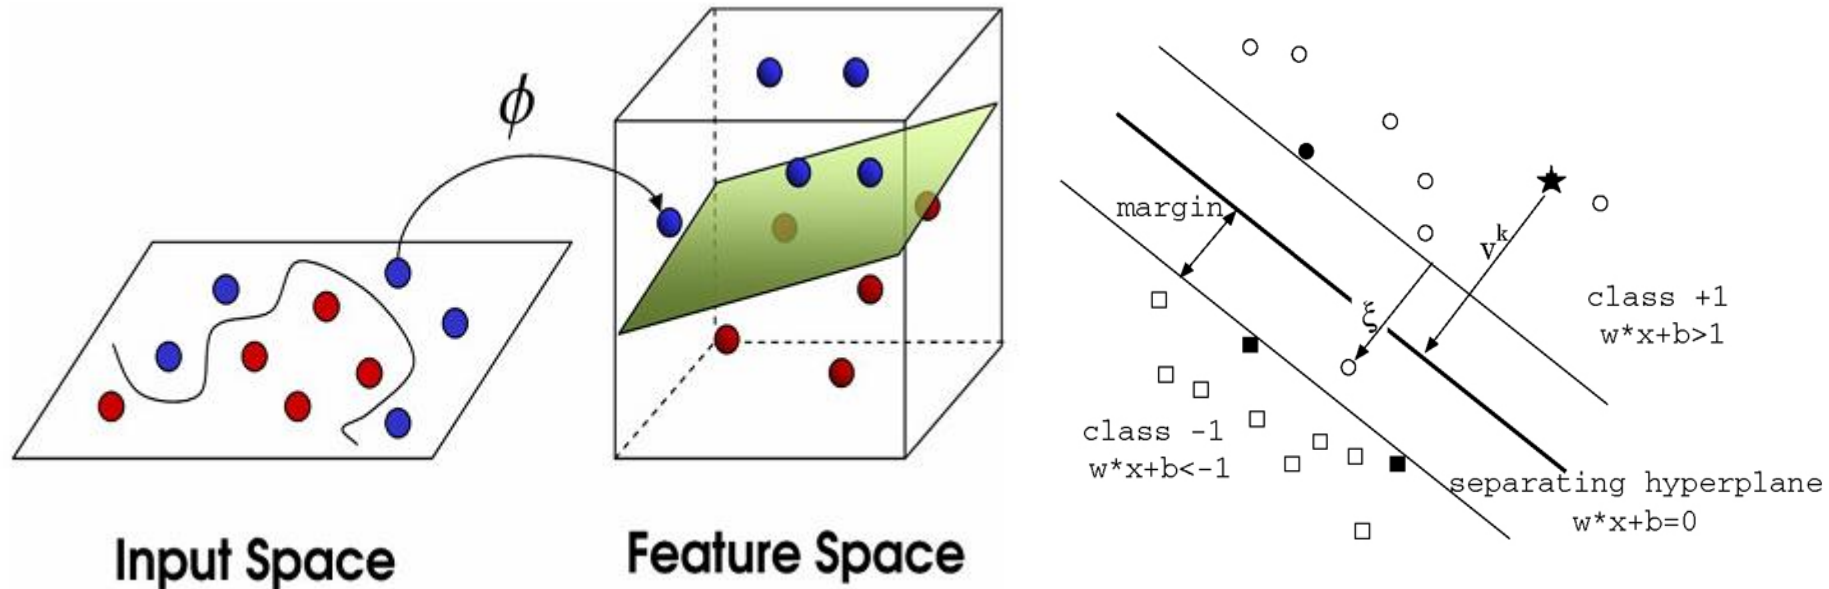 ϕ
Input Space
Feature Space
margin
v^k
ξ
class +1
w*x+b>1
class -1
w*x+b<-1
separating hyperplane
w*x+b=0